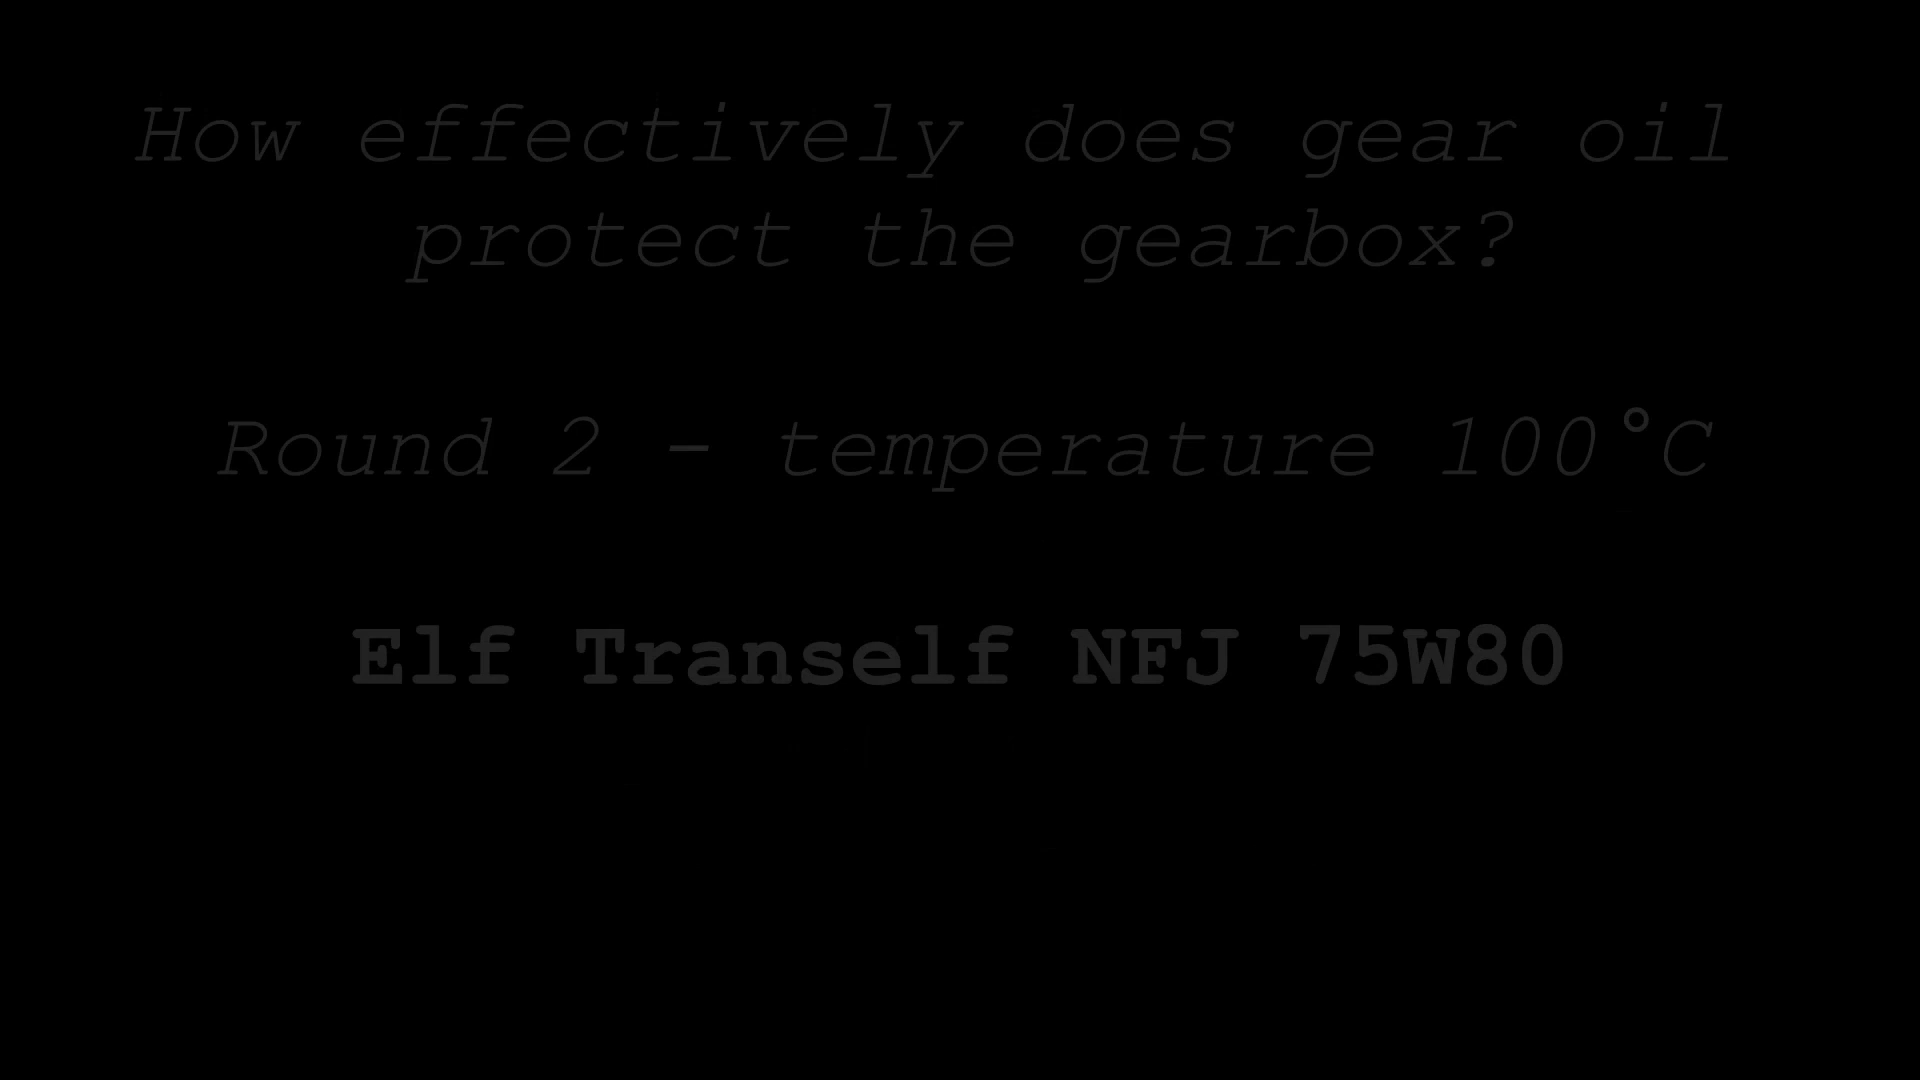 How effectively does gear oil
protect the gearbox?
Round 2 - temperature 100°C
Elf Tranself NFJ 75W80